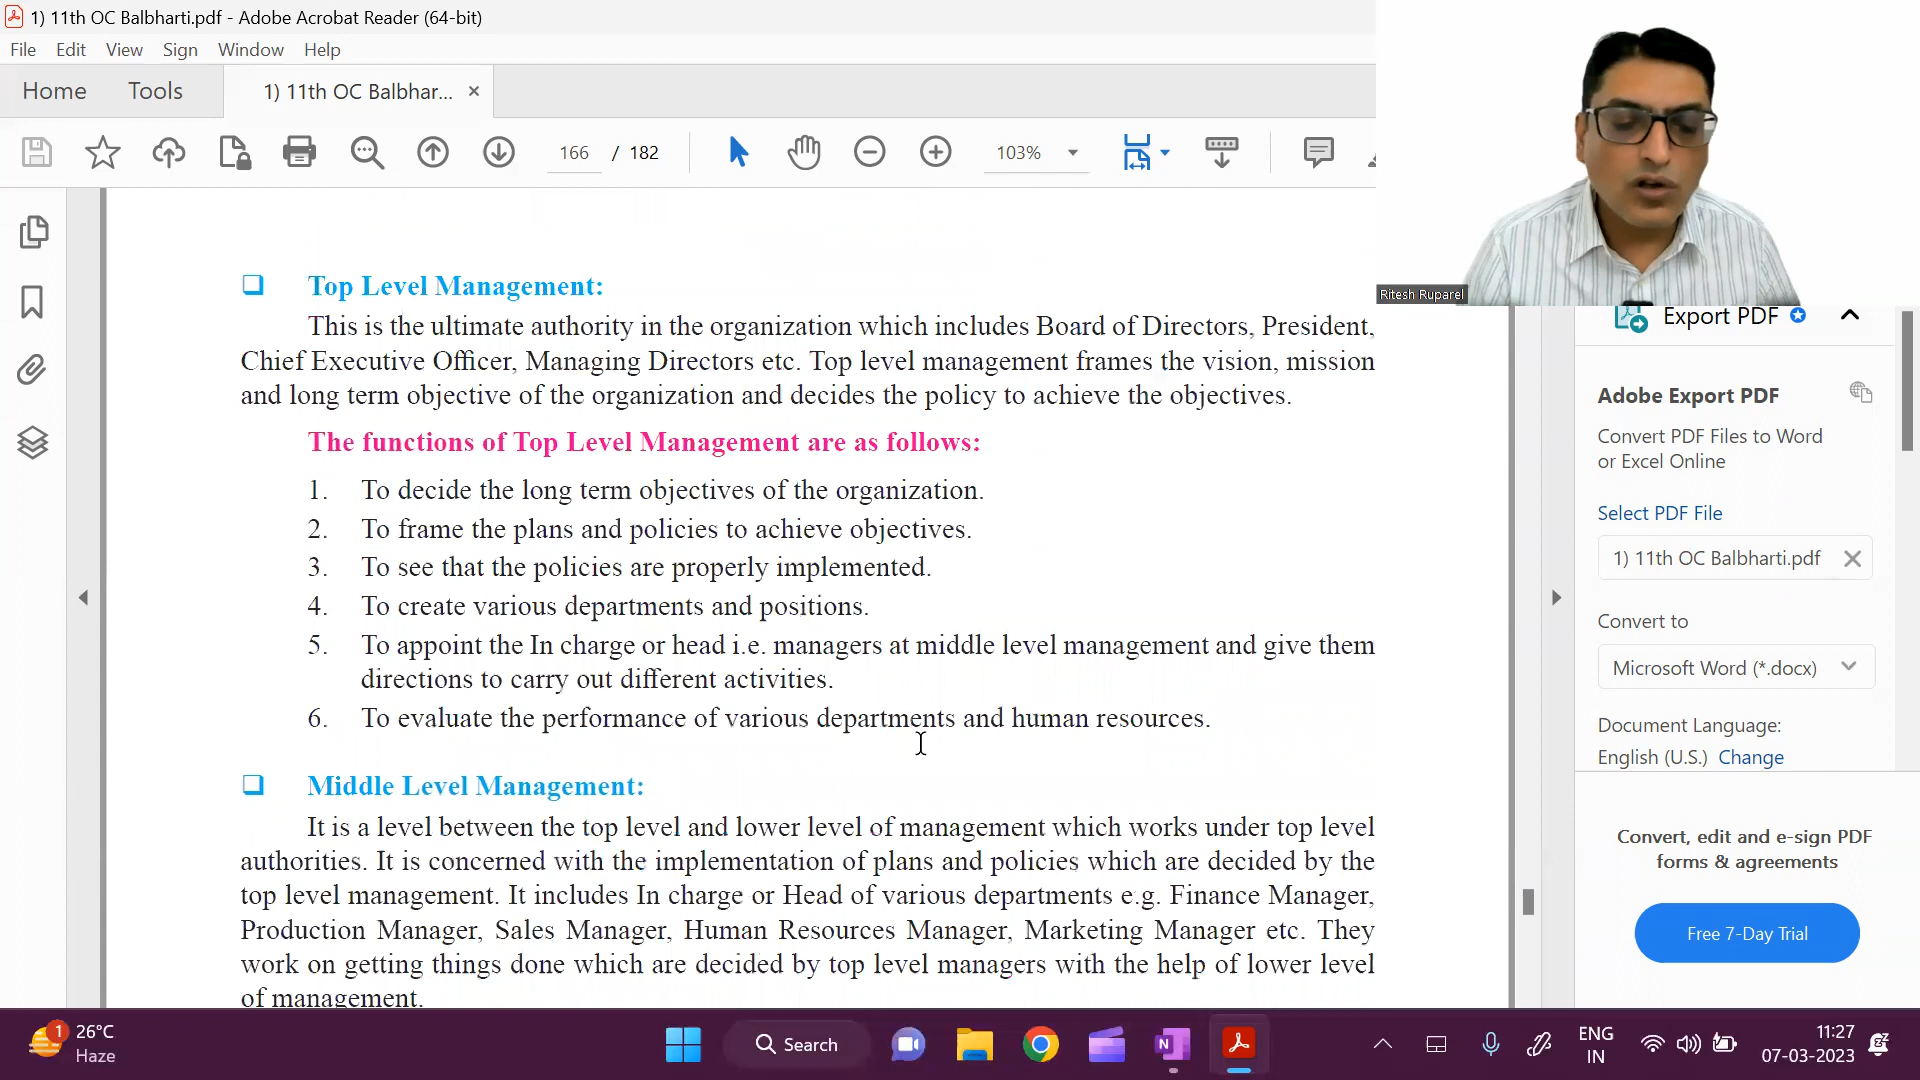 1) 11th OC Balbharti.pdf - Adobe Acrobat Reader (64-bit)
File Edit View Sign Window Help
Home Tools 1) 11th OC Balbhar... ×
166 / 182 103%
Ritesh Ruparel
❑ Top Level Management:
This is the ultimate authority in the organization which includes Board of Directors, President,
Chief Executive Officer, Managing Directors etc. Top level management frames the vision, mission
and long term objective of the organization and decides the policy to achieve the objectives.
The functions of Top Level Management are as follows:
1. To decide the long term objectives of the organization.
2. To frame the plans and policies to achieve objectives.
3. To see that the policies are properly implemented.
4. To create various departments and positions.
5. To appoint the In charge or head i.e. managers at middle level management and give them
directions to carry out different activities.
6. To evaluate the performance of various departments and human resources.
❑ Middle Level Management:
It is a level between the top level and lower level of management which works under top level
authorities. It is concerned with the implementation of plans and policies which are decided by the
top level management. It includes In charge or Head of various departments e.g. Finance Manager,
Production Manager, Sales Manager, Human Resources Manager, Marketing Manager etc. They
work on getting things done which are decided by top level managers with the help of lower level
of management.
Export PDF
Adobe Export PDF
Convert PDF Files to Word
or Excel Online
Select PDF File
1) 11th OC Balbharti.pdf
Convert to
Microsoft Word (*.docx)
Document Language:
English (U.S.) Change
Convert, edit and e-sign PDF
forms & agreements
Free 7-Day Trial
1 26°C
Haze
Search
ENG
IN
11:27
07-03-2023